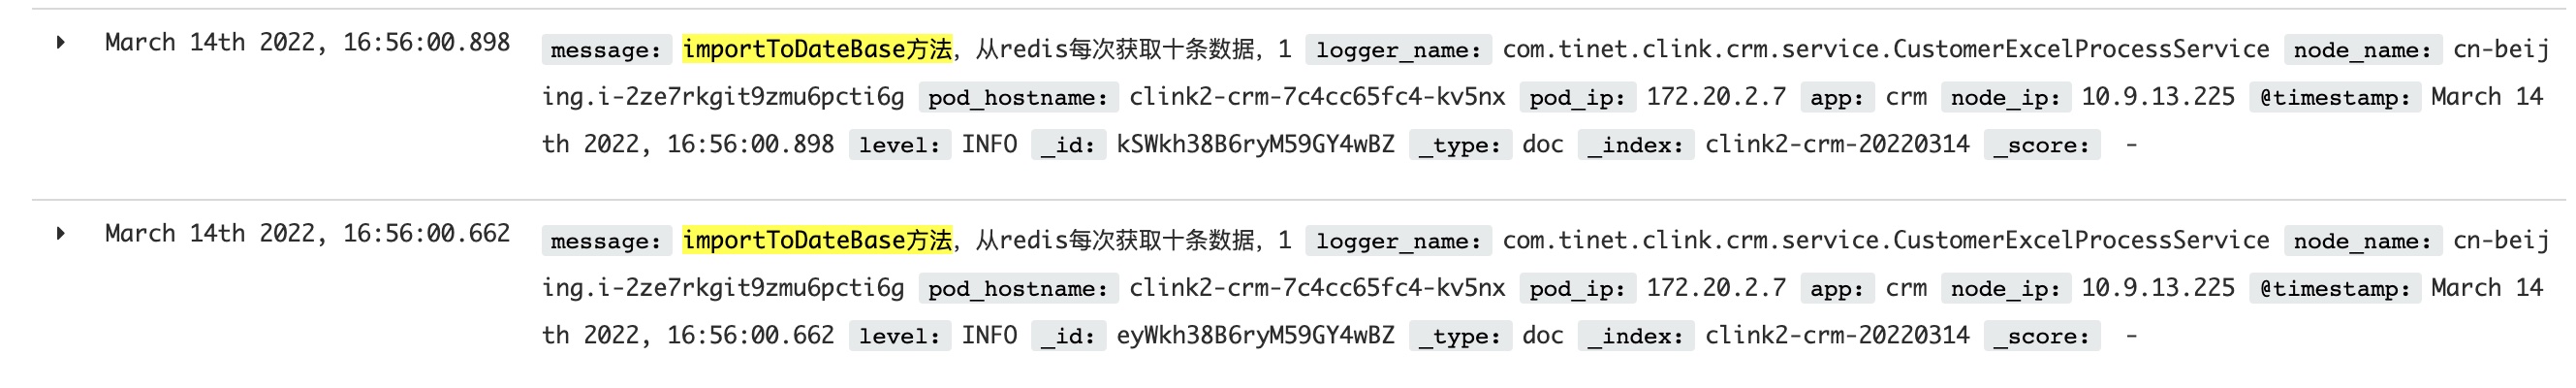 March 14th 2022, 16:56:00.898 message: importToDateBase方法, 从redis每次获取十条数据, 1 logger_name: com.tinet.clink.crm.service.CustomerExcelProcessService node_name: cn-beij
ing.i-2ze7rkgit9zmu6pcti6g pod_hostname: clink2-crm-7c4cc65fc4-kv5nx pod_ip: 172.20.2.7 app: crm node_ip: 10.9.13.225 @timestamp: March 14
th 2022, 16:56:00.898 level: INFO _id: kSWkh38B6ryM59GY4wBZ _type: doc _index: clink2-crm-20220314 _score: -
March 14th 2022, 16:56:00.662 message: importToDateBase方法, 从redis每次获取十条数据, 1 logger_name: com.tinet.clink.crm.service.CustomerExcelProcessService node_name: cn-beij
ing.i-2ze7rkgit9zmu6pcti6g pod_hostname: clink2-crm-7c4cc65fc4-kv5nx pod_ip: 172.20.2.7 app: crm node_ip: 10.9.13.225 @timestamp: March 14
th 2022, 16:56:00.662 level: INFO _id: eyWkh38B6ryM59GY4wBZ _type: doc _index: clink2-crm-20220314 _score: -